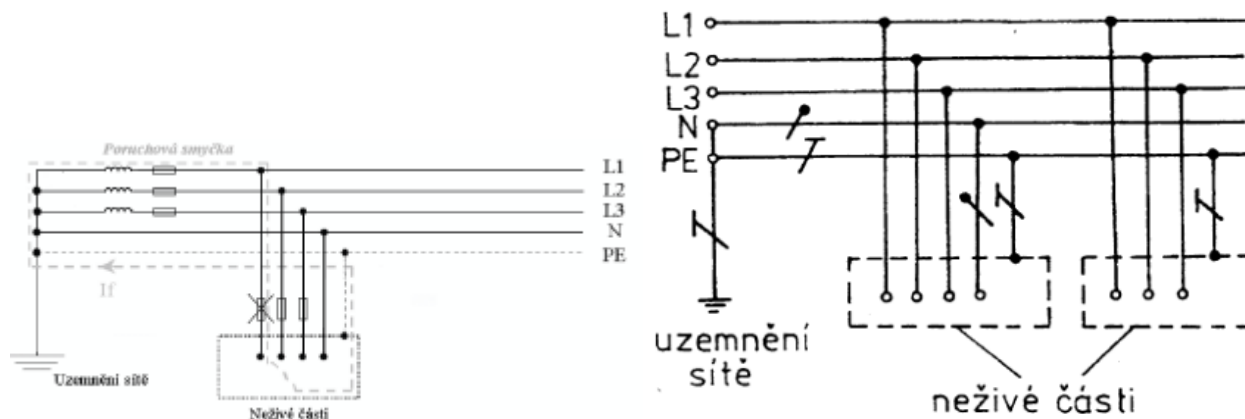 Poruchová smyčka
L1
L2
L3
N
PE
If
Uzemnění sítě
Neživé části
L1
L2
L3
N
PE
uzemnění
sítě
neživé části